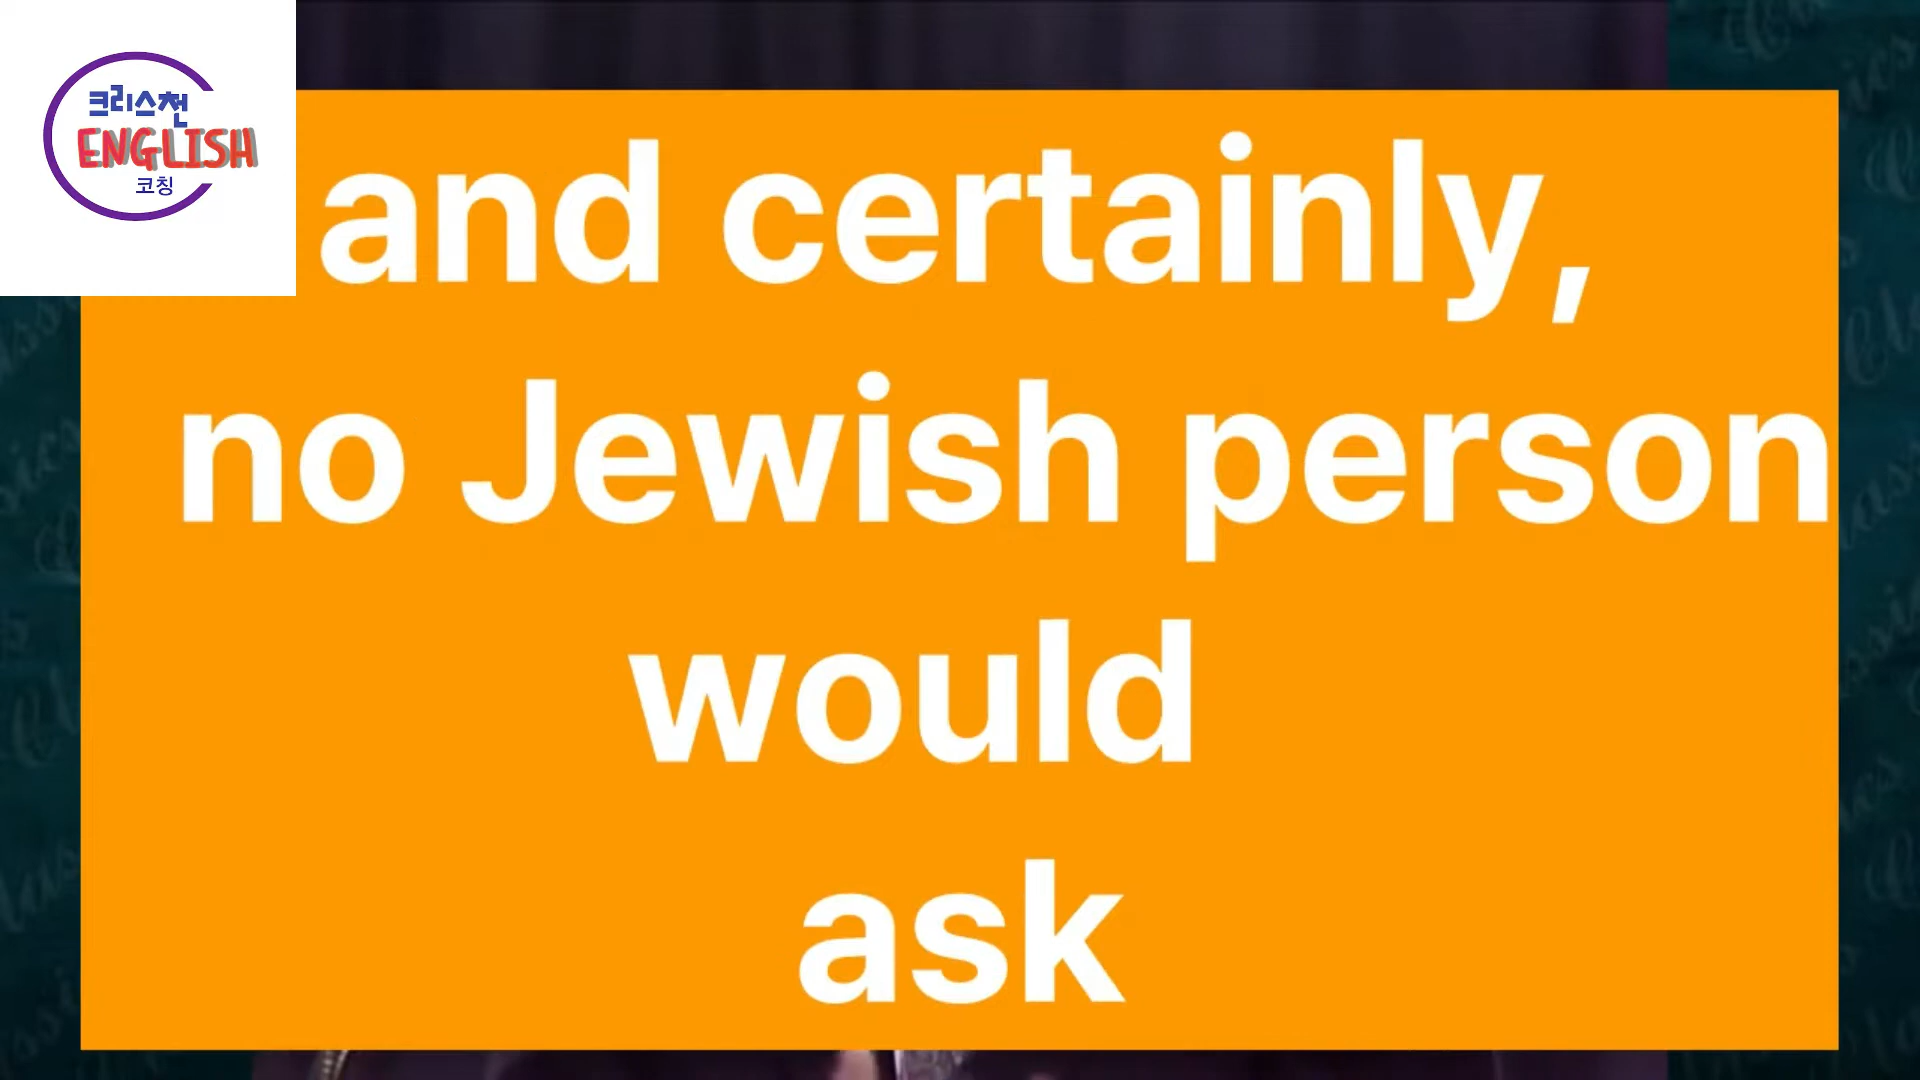 크리스천
ENGLISH
코칭
and certainly,
no Jewish person
would
ask